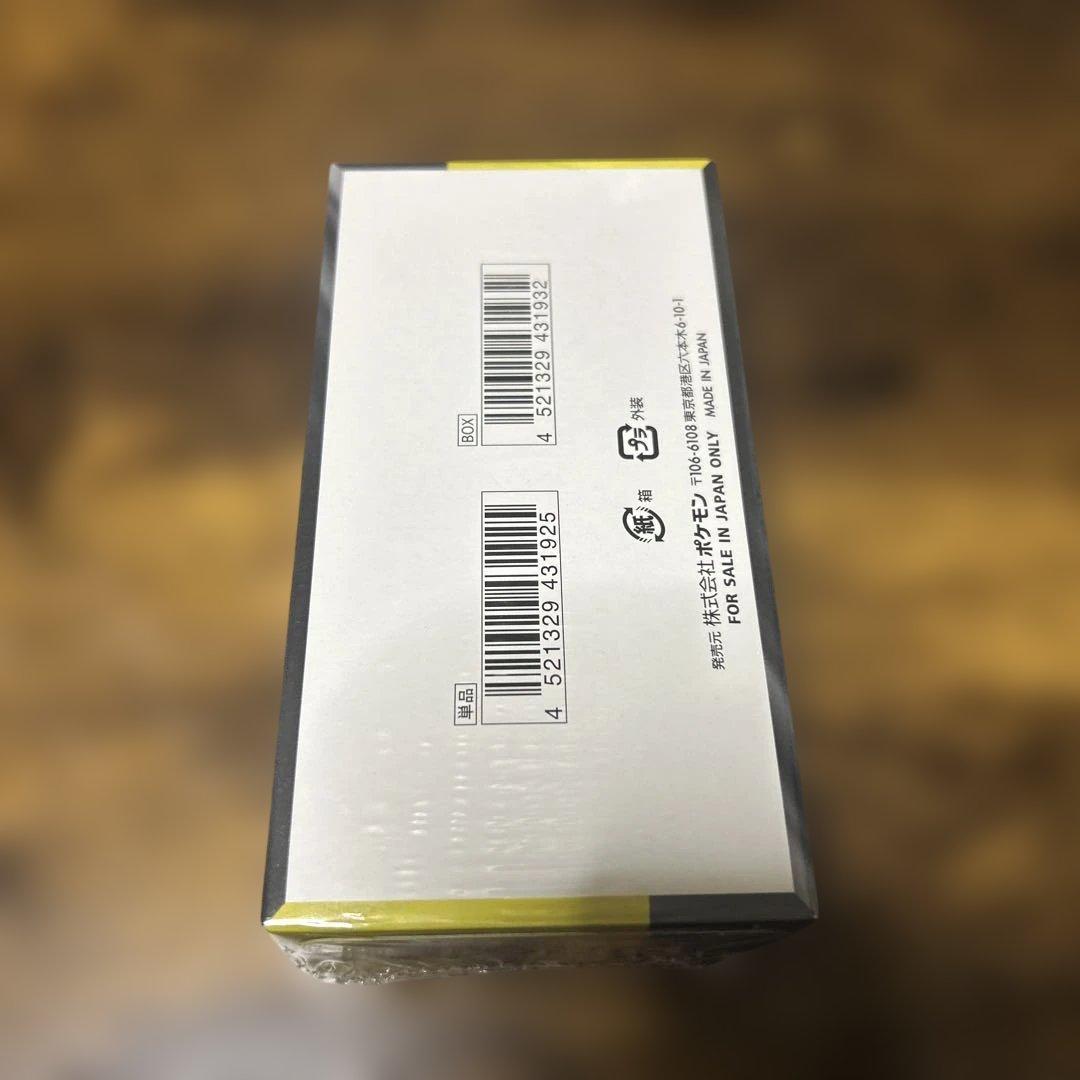 単品
4 521329 431925
BOX
4 521329 431932
紙 箱
プラ 外装
発売元 株式会社ポケモン 〒106-6108 東京都港区六本木6-10-1
FOR SALE IN JAPAN ONLY MADE IN JAPAN